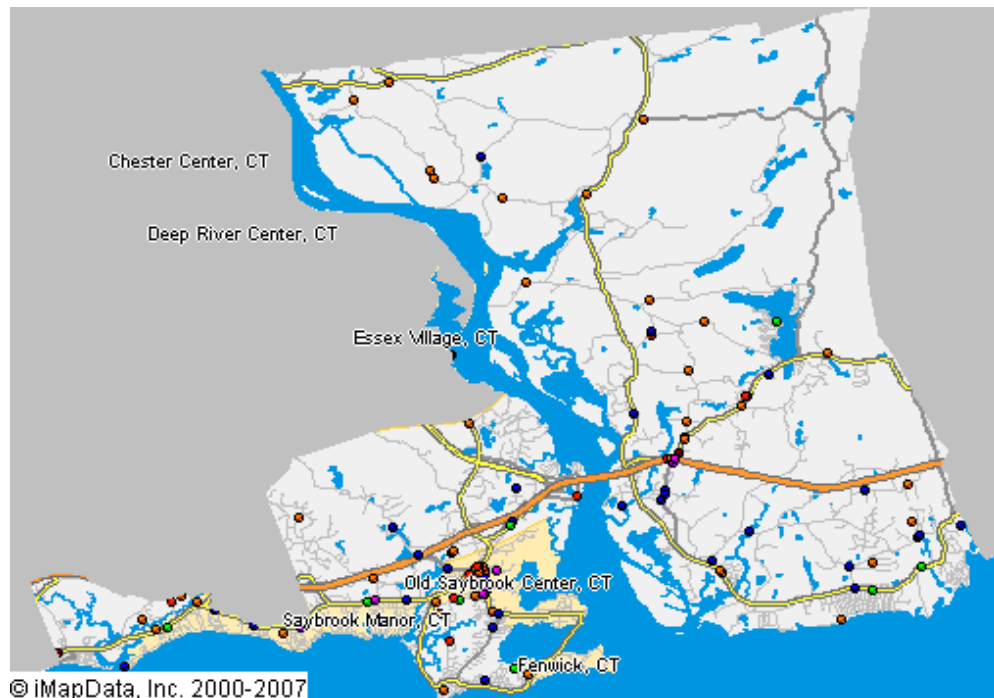 Chester Center, CT
Deep River Center, CT
Essex Village, CT
Old Saybrook Center, CT
Saybrook Manor, CT
Fenwick, CT
© iMapData, Inc. 2000-2007